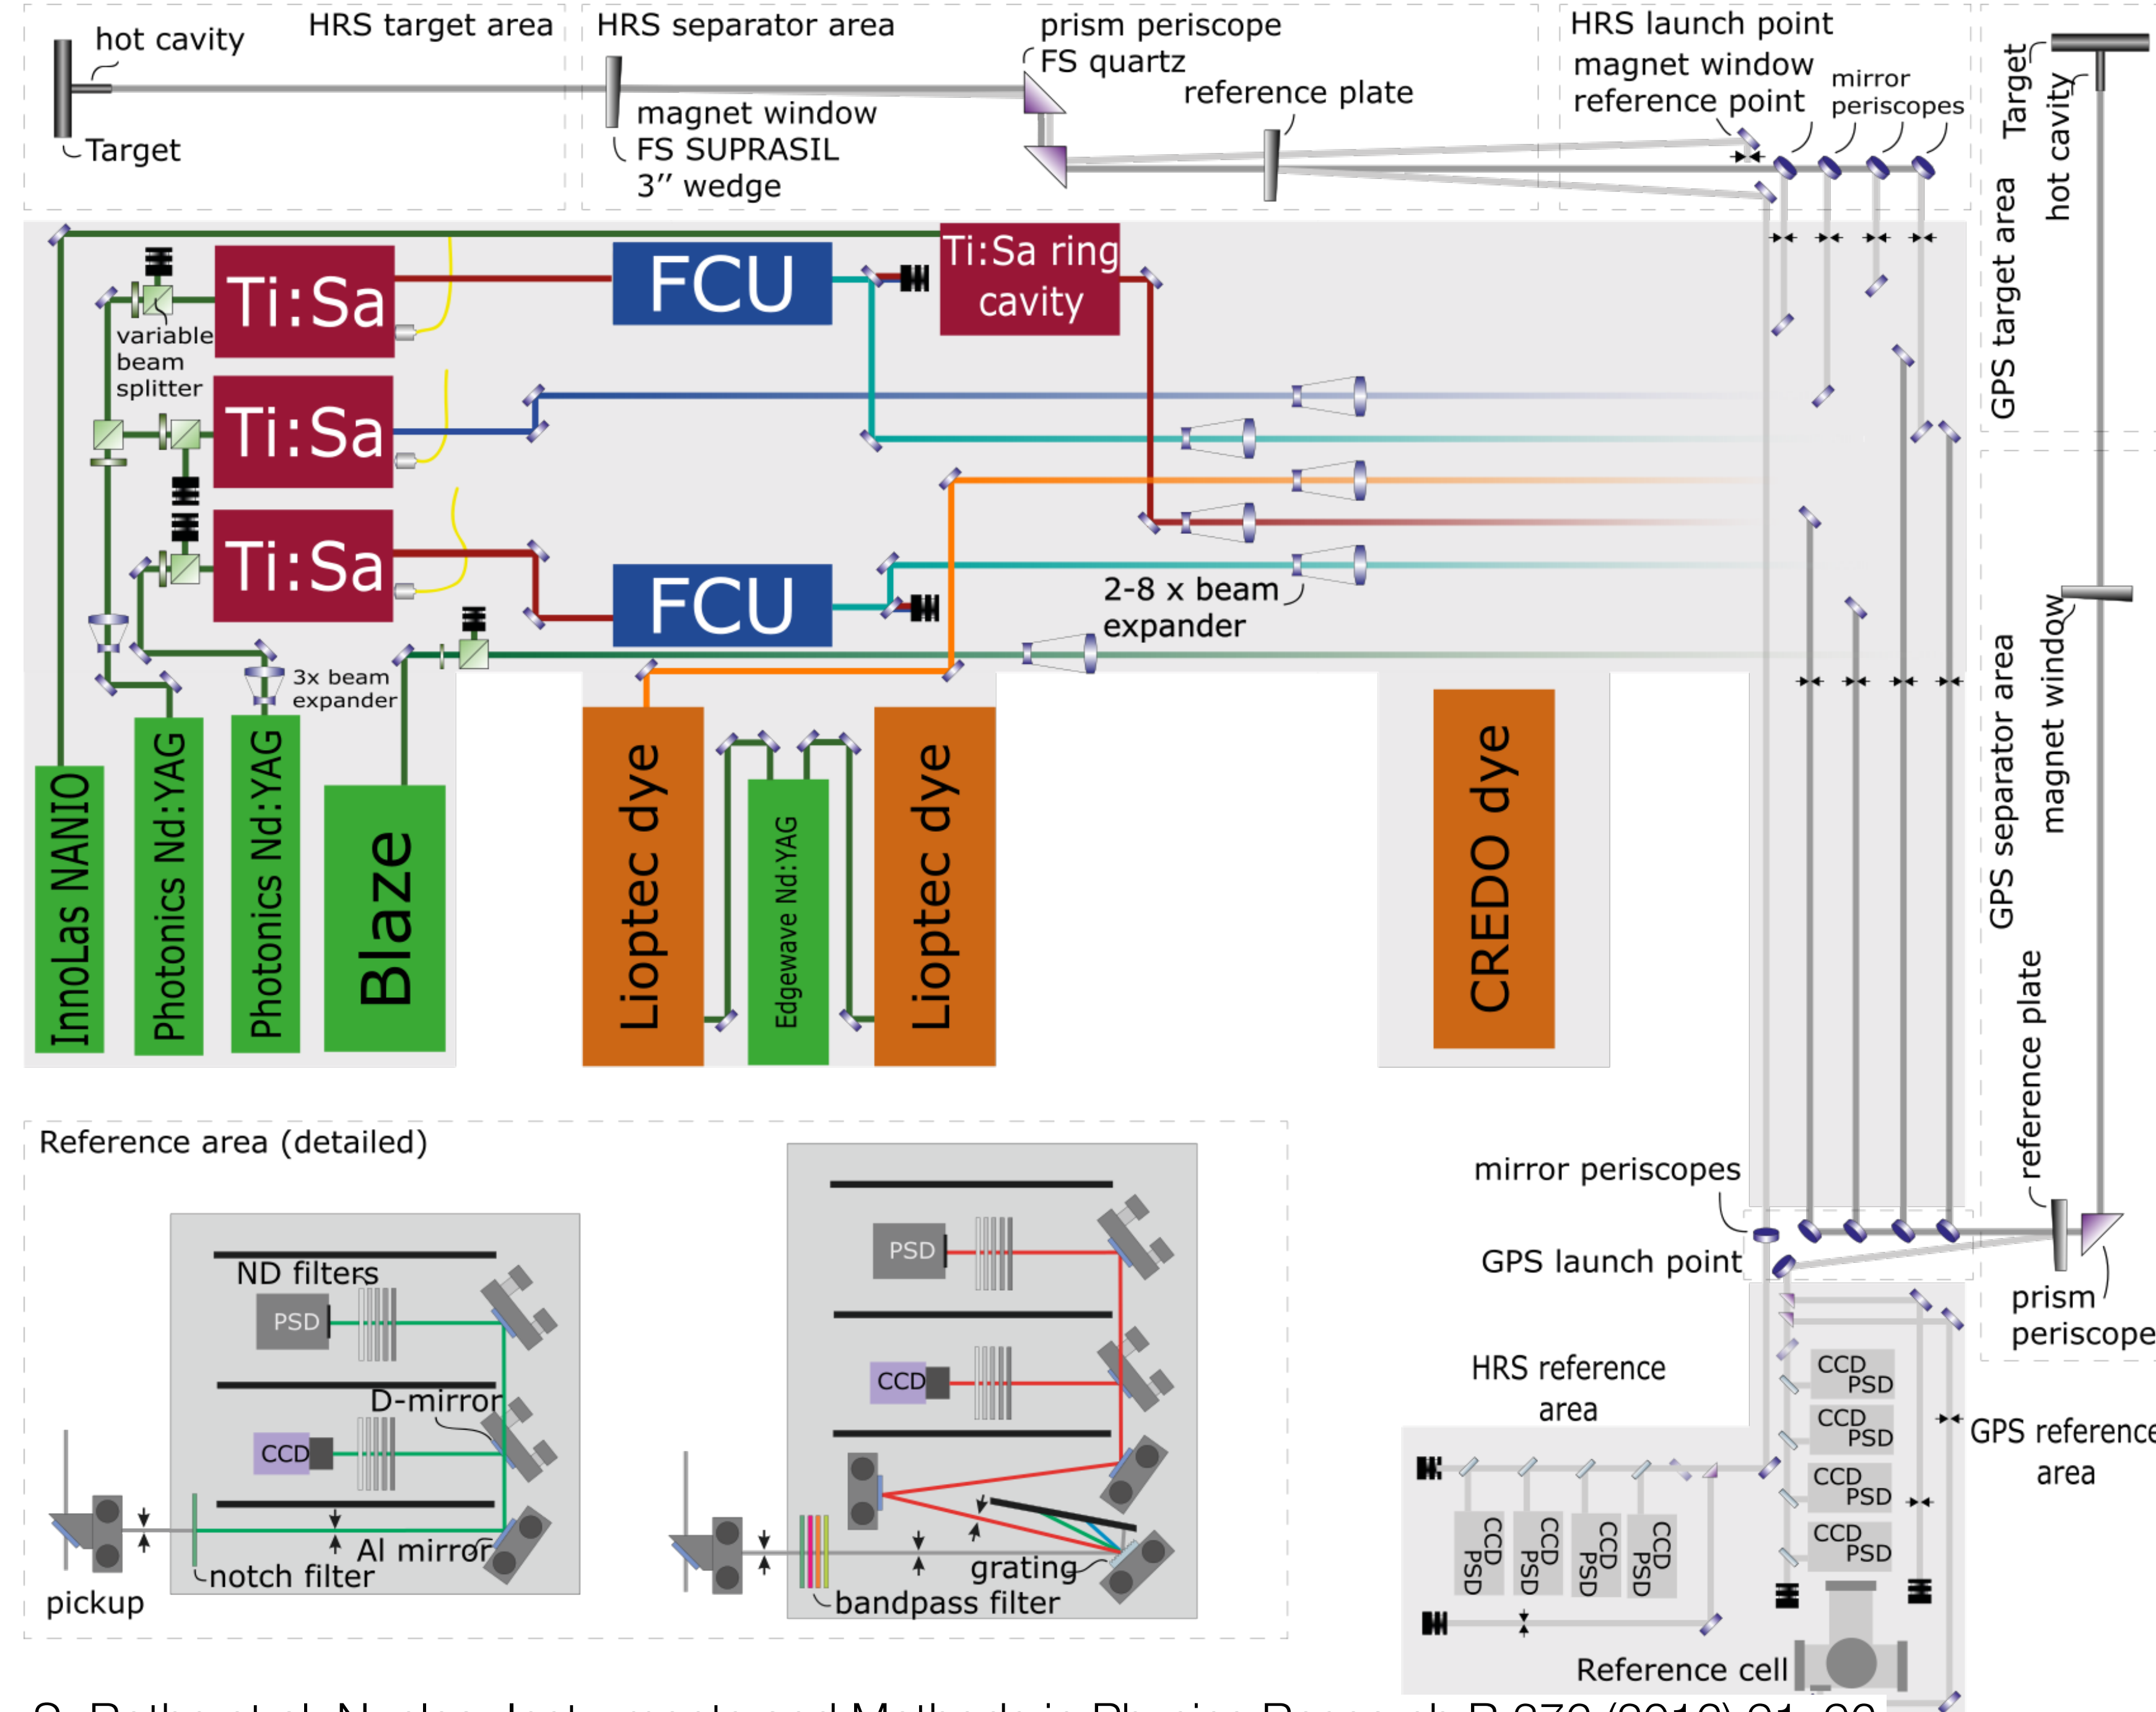 HRS target area
hot cavity
Target
HRS separator area
magnet window
FS SUPRASIL
3’’ wedge
prism periscope
FS quartz
reference plate
HRS launch point
magnet window
reference point
mirror
periscopes
Target
hot cavity
GPS target area
Ti:Sa
FCU
Ti:Sa ring
cavity
variable
beam
splitter
Ti:Sa
Ti:Sa
FCU
2-8 x beam
expander
3x beam
expander
InnoLas NANIO
Photonics Nd:YAG
Photonics Nd:YAG
Blaze
Lioptec dye
Edgewave Nd:YAG
Lioptec dye
CREDO dye
GPS separator area
magnet window
reference plate
mirror periscopes
GPS launch point
prism
periscope
Reference area (detailed)
ND filters
PSD
D-mirror
CCD
Al mirror
notch filter
pickup
PSD
CCD
grating
bandpass filter
HRS reference
area
CCD
PSD
CCD
PSD
CCD
PSD
CCD
PSD
GPS reference
area
CCD
PSD
CCD
PSD
CCD
PSD
CCD
PSD
Reference cell